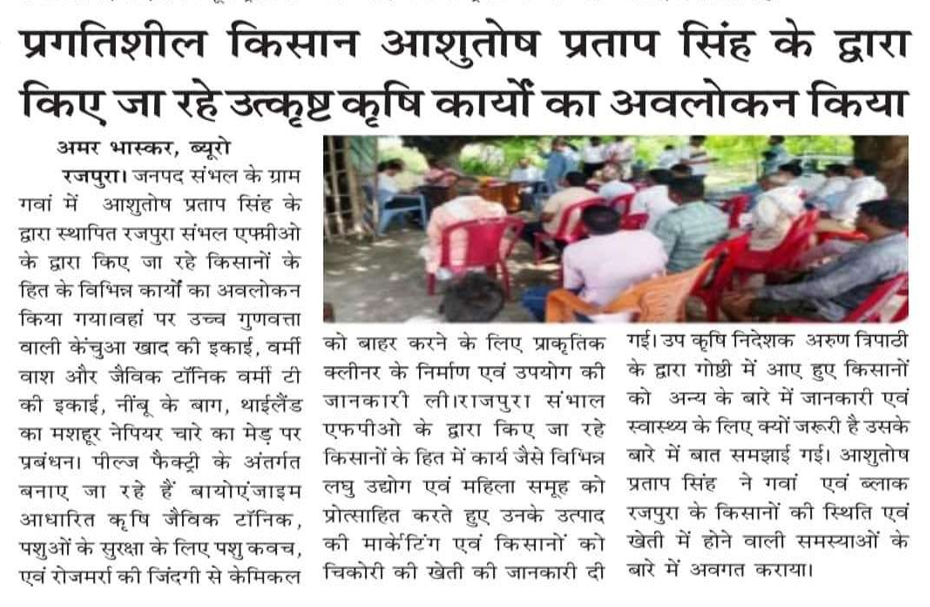 प्रगतिशील किसान आशुतोष प्रताप सिंह के द्वारा
किए जा रहे उत्कृष्ट कृषि कार्यों का अवलोकन किया
अमर भास्कर, ब्यूरो
रजपुरा। जनपद संभल के ग्राम
गवां में आशुतोष प्रताप सिंह के
द्वारा स्थापित रजपुरा संभल एफ्पीओ
के द्वारा किए जा रहे किसानों के
हित के विभिन्न कार्यों का अवलोकन
किया गया।वहां पर उच्च गुणवत्ता
वाली केंचुआ खाद की इकाई, वर्मी
वाश और जैविक टॉनिक वर्मी टी
की इकाई, नींबू के बाग, थाईलैंड
का मशहूर नेपियर चारे का मेड़ पर
प्रबंधन। पील्ज फैक्ट्री के अंतर्गत
बनाए जा रहे हैं बायोएंजाइम
आधारित कृषि जैविक टॉनिक,
पशुओं के सुरक्षा के लिए पशु कवच,
एवं रोजमर्रा की जिंदगी से केमिकल
को बाहर करने के लिए प्राकृतिक
क्लीनर के निर्माण एवं उपयोग की
जानकारी ली।राजपुरा संभाल
एफपीओ के द्वारा किए जा रहे
किसानों के हित में कार्य जैसे विभिन्न
लघु उद्योग एवं महिला समूह को
प्रोत्साहित करते हुए उनके उत्पाद
की मार्केटिंग एवं किसानों को
चिकोरी की खेती की जानकारी दी
गई। उप कृषि निदेशक अरुण त्रिपाठी
के द्वारा गोष्ठी में आए हुए किसानों
को अन्य के बारे में जानकारी एवं
स्वास्थ्य के लिए क्यों जरूरी है उसके
बारे में बात समझाई गई। आशुतोष
प्रताप सिंह ने गवां एवं ब्लाक
रजपुरा के किसानों की स्थिति एवं
खेती में होने वाली समस्याओं के
बारे में अवगत कराया।